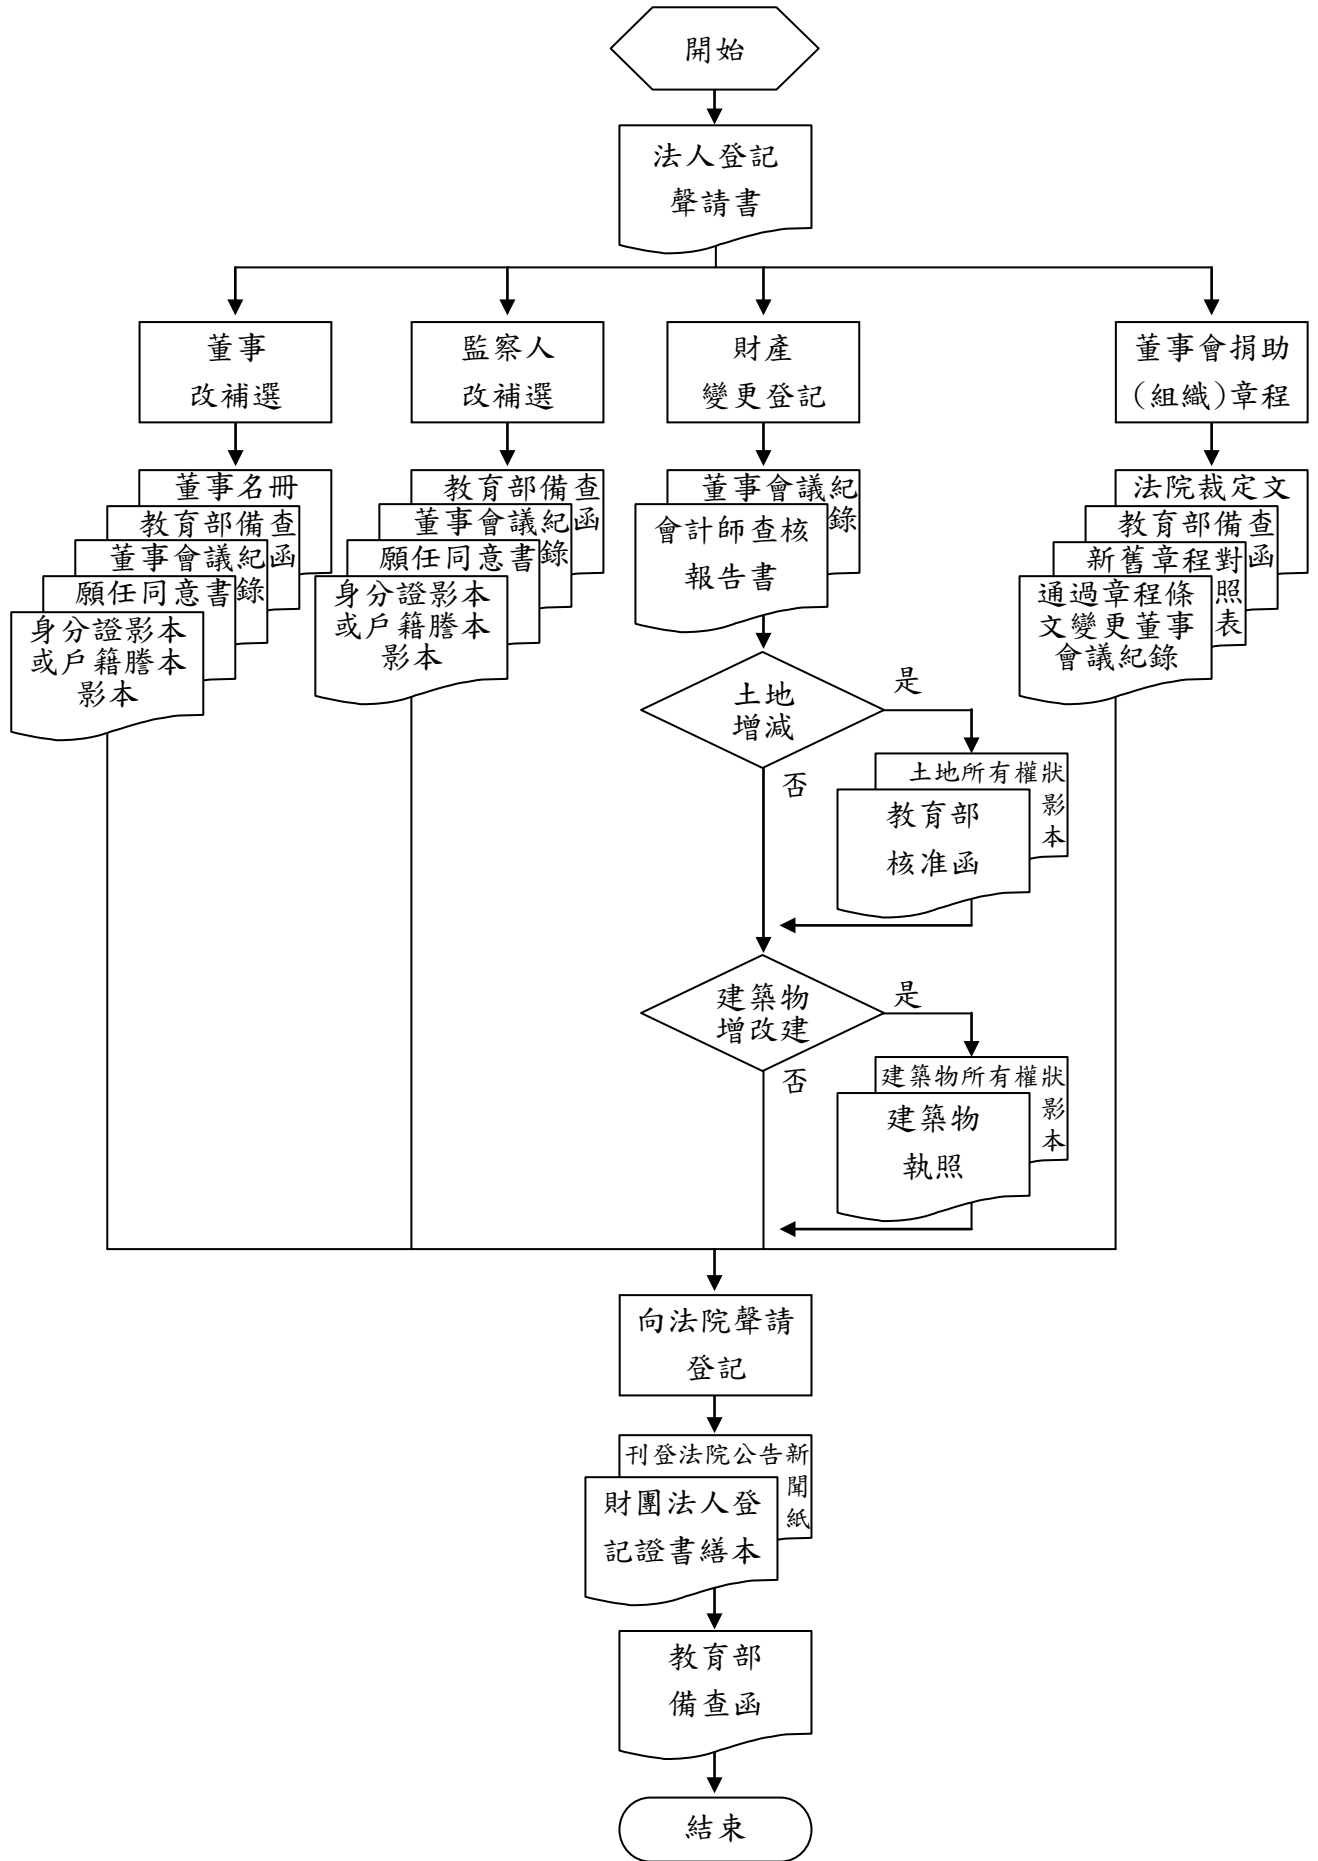 開始
法人登記
聲請書
董事
改補選
監察人
改補選
財產
變更登記
董事會捐助
(組織)章程
董事名冊
教育部備查
函
董事會議紀
錄
願任同意書
身分證影本
或戶籍謄本
影本
教育部備查
函
董事會議紀
錄
願任同意書
身分證影本
或戶籍謄本
影本
董事會議紀
錄
會計師查核
報告書
法院裁定文
教育部備查
函
新舊章程對
照
表
通過章程條
文變更董事
會議紀錄
土地
增減
是
否
土地所有權狀
影
本
教育部
核准函
建築物
增改建
是
否
建築物所有權狀
影
本
建築物
執照
向法院聲請
登記
刊登法院公告新
聞
紙
財團法人登
記證書繕本
教育部
備查函
結束